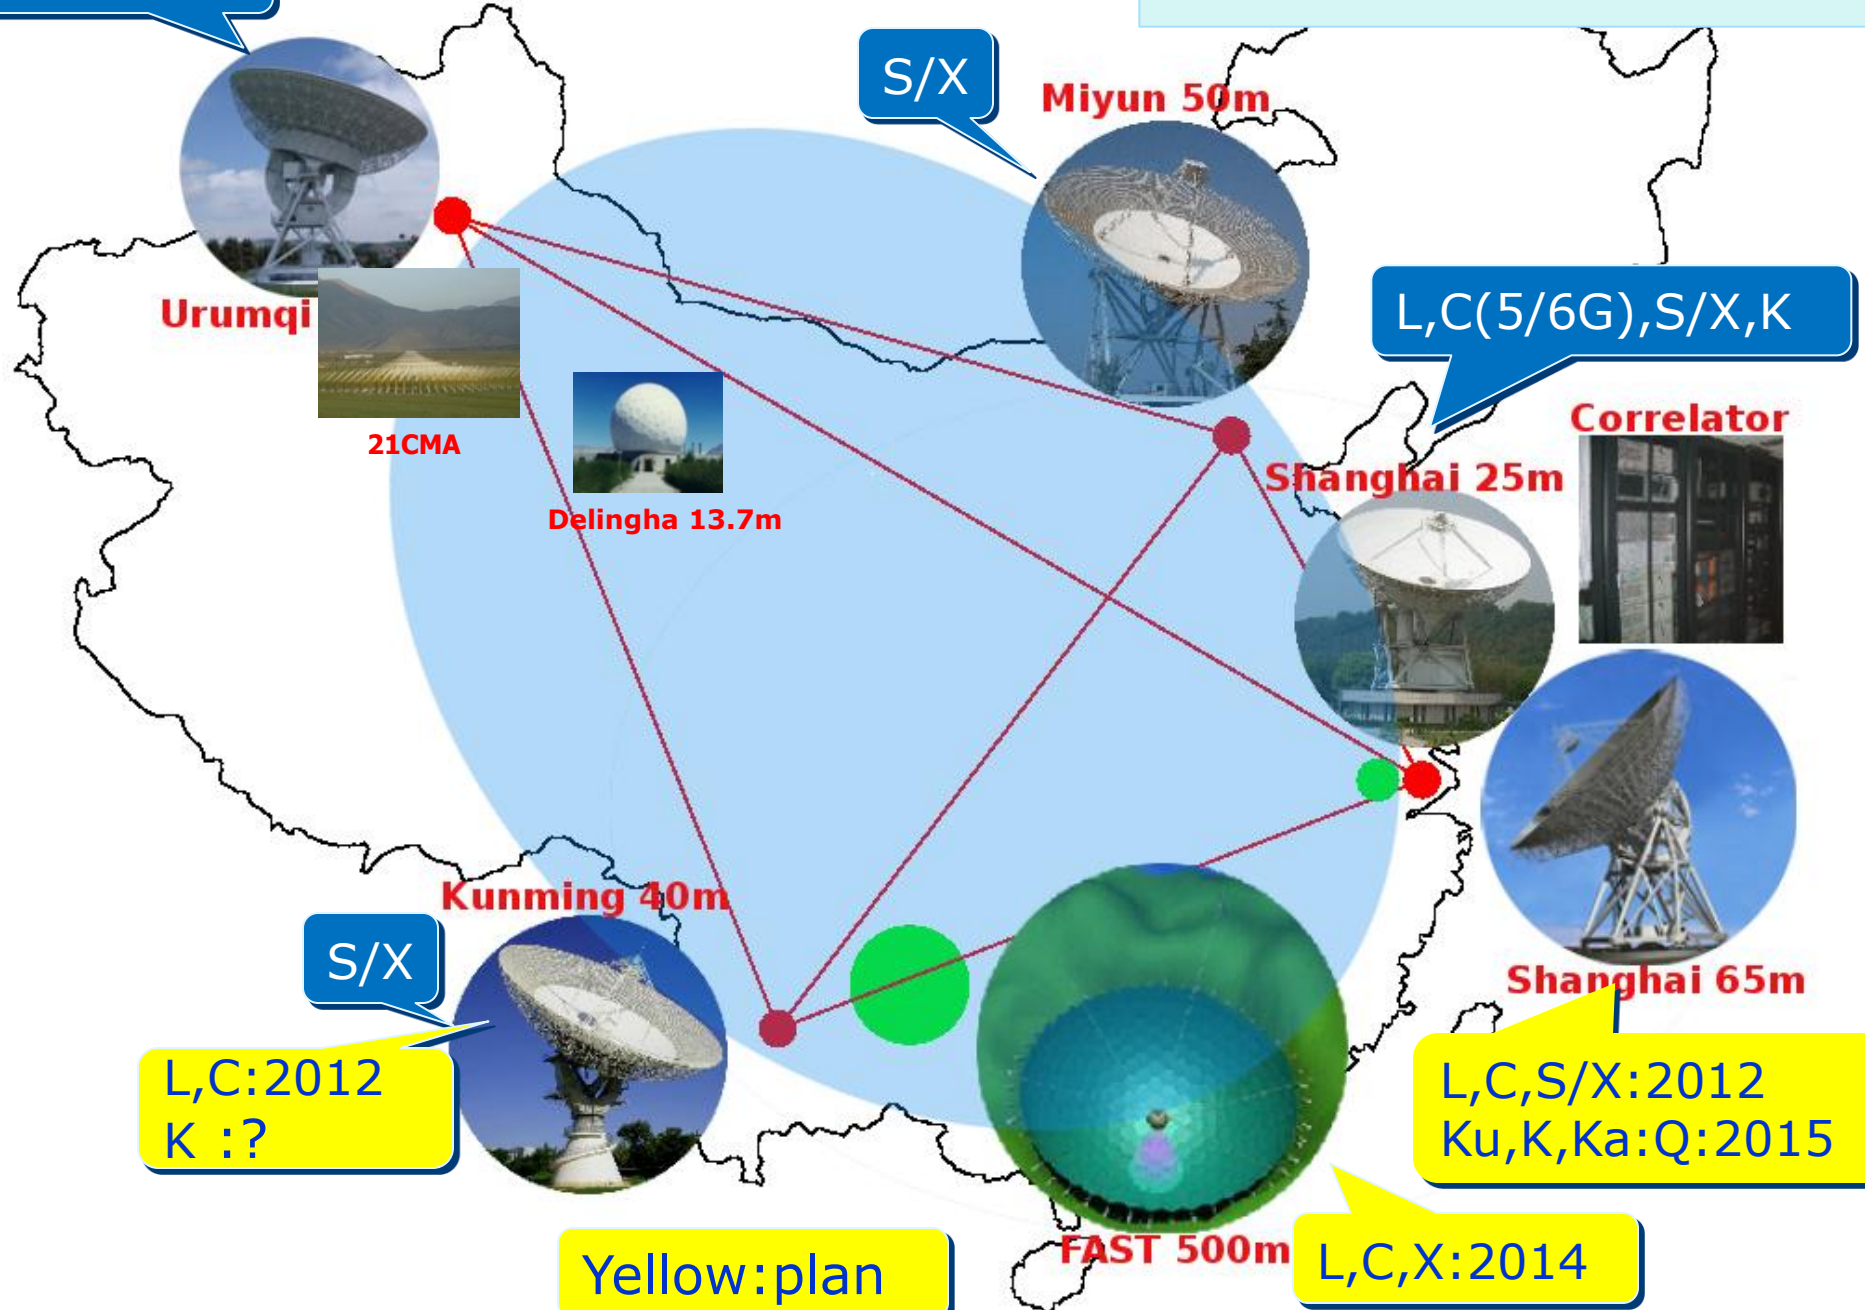 S/X
Miyun 50m
L,C(5/6G),S/X,K
Urumqi
Correlator
21CMA
Shanghai 25m
Delingha 13.7m
Kunming 40m
S/X
Shanghai 65m
L,C:2012
K :?
L,C,S/X:2012
Ku,K,Ka:Q:2015
FAST 500m
L,C,X:2014
Yellow:plan